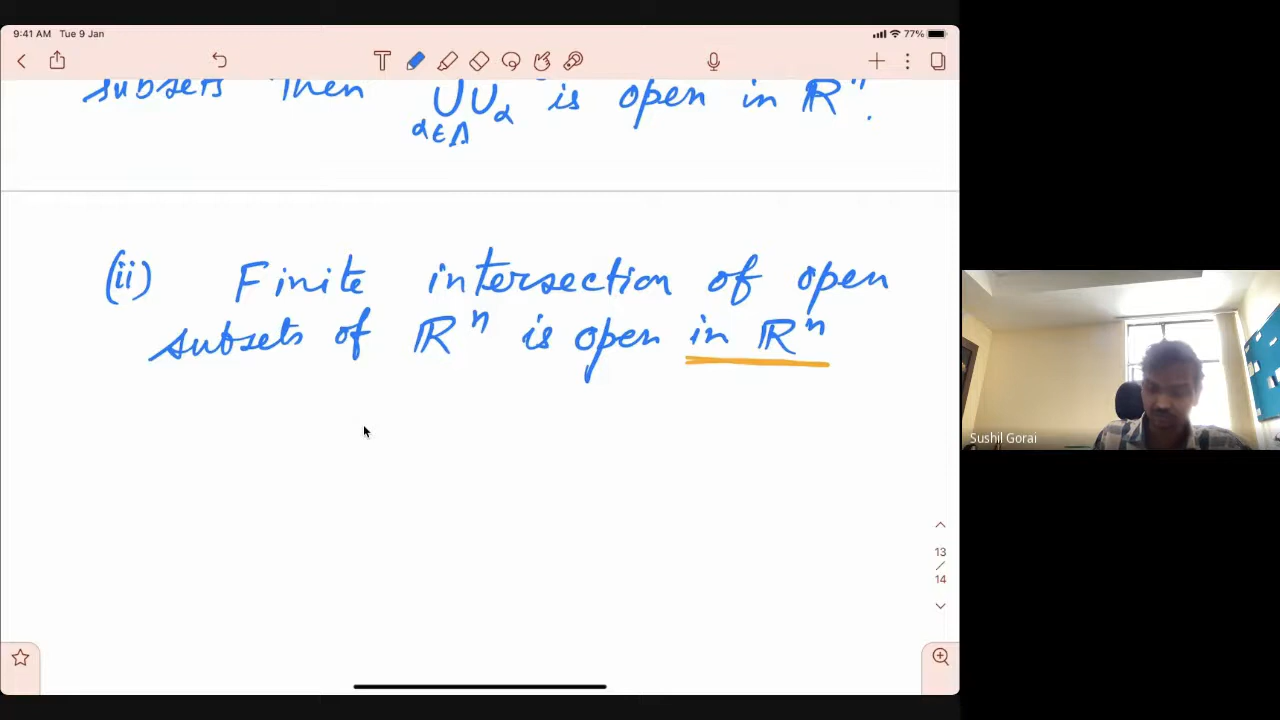 9:41 AM Tue 9 Jan
77%
subsets Then ⋃ U_α is open in ℝⁿ.
α∈Λ
(ii) Finite intersection of open
subsets of ℝⁿ is open in ℝⁿ
Sushil Gorai
13
/
14